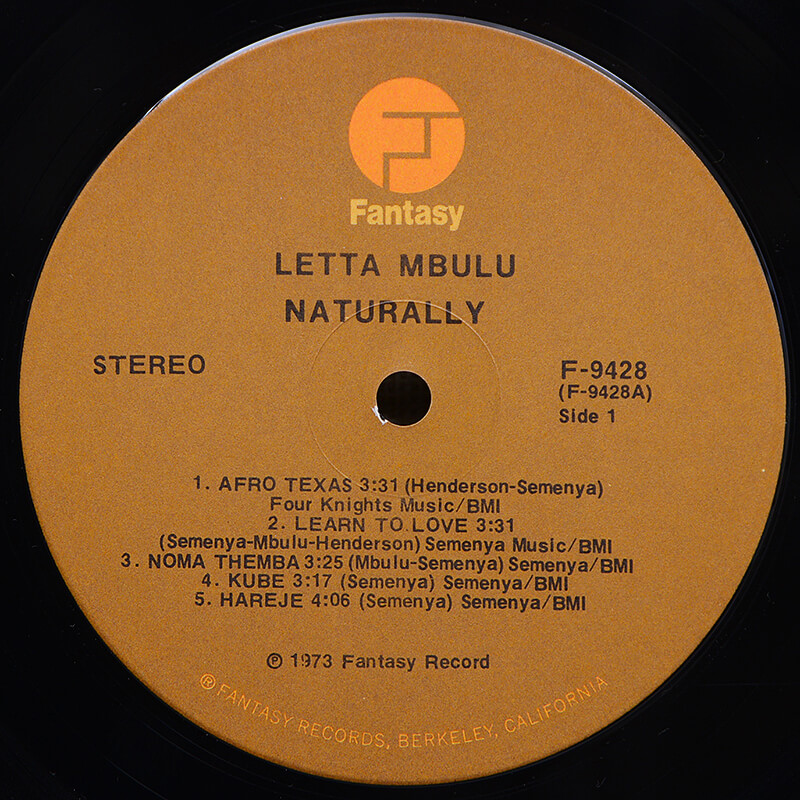 Fantasy
LETTA MBULU
NATURALLY
STEREO
F-9428
(F-9428A)
Side 1
1. AFRO TEXAS 3:31 (Henderson-Semenya)
Four Knights Music/BMI
2. LEARN TO LOVE 3:31
(Semenya-Mbulu-Henderson) Semenya Music/BMI
3. NOMA THEMBA 3:25 (Mbulu-Semenya) Semenya/BMI
4. KUBE 3:17 (Semenya) Semenya/BMI
5. HAREJE 4:06 (Semenya) Semenya/BMI
℗ 1973 Fantasy Record
® FANTASY RECORDS, BERKELEY, CALIFORNIA